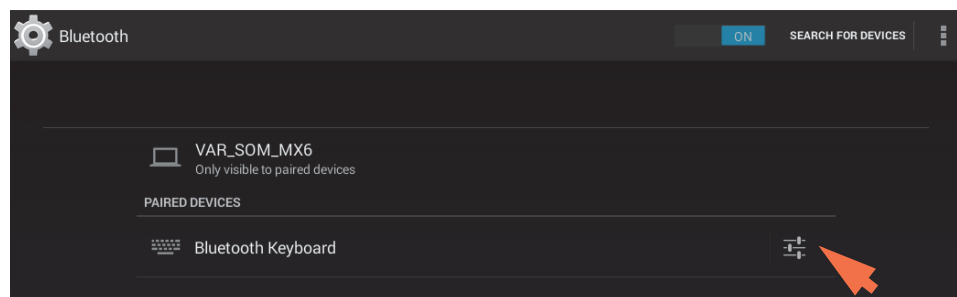 Bluetooth
ON
SEARCH FOR DEVICES
VAR_SOM_MX6
Only visible to paired devices
PAIRED DEVICES
Bluetooth Keyboard